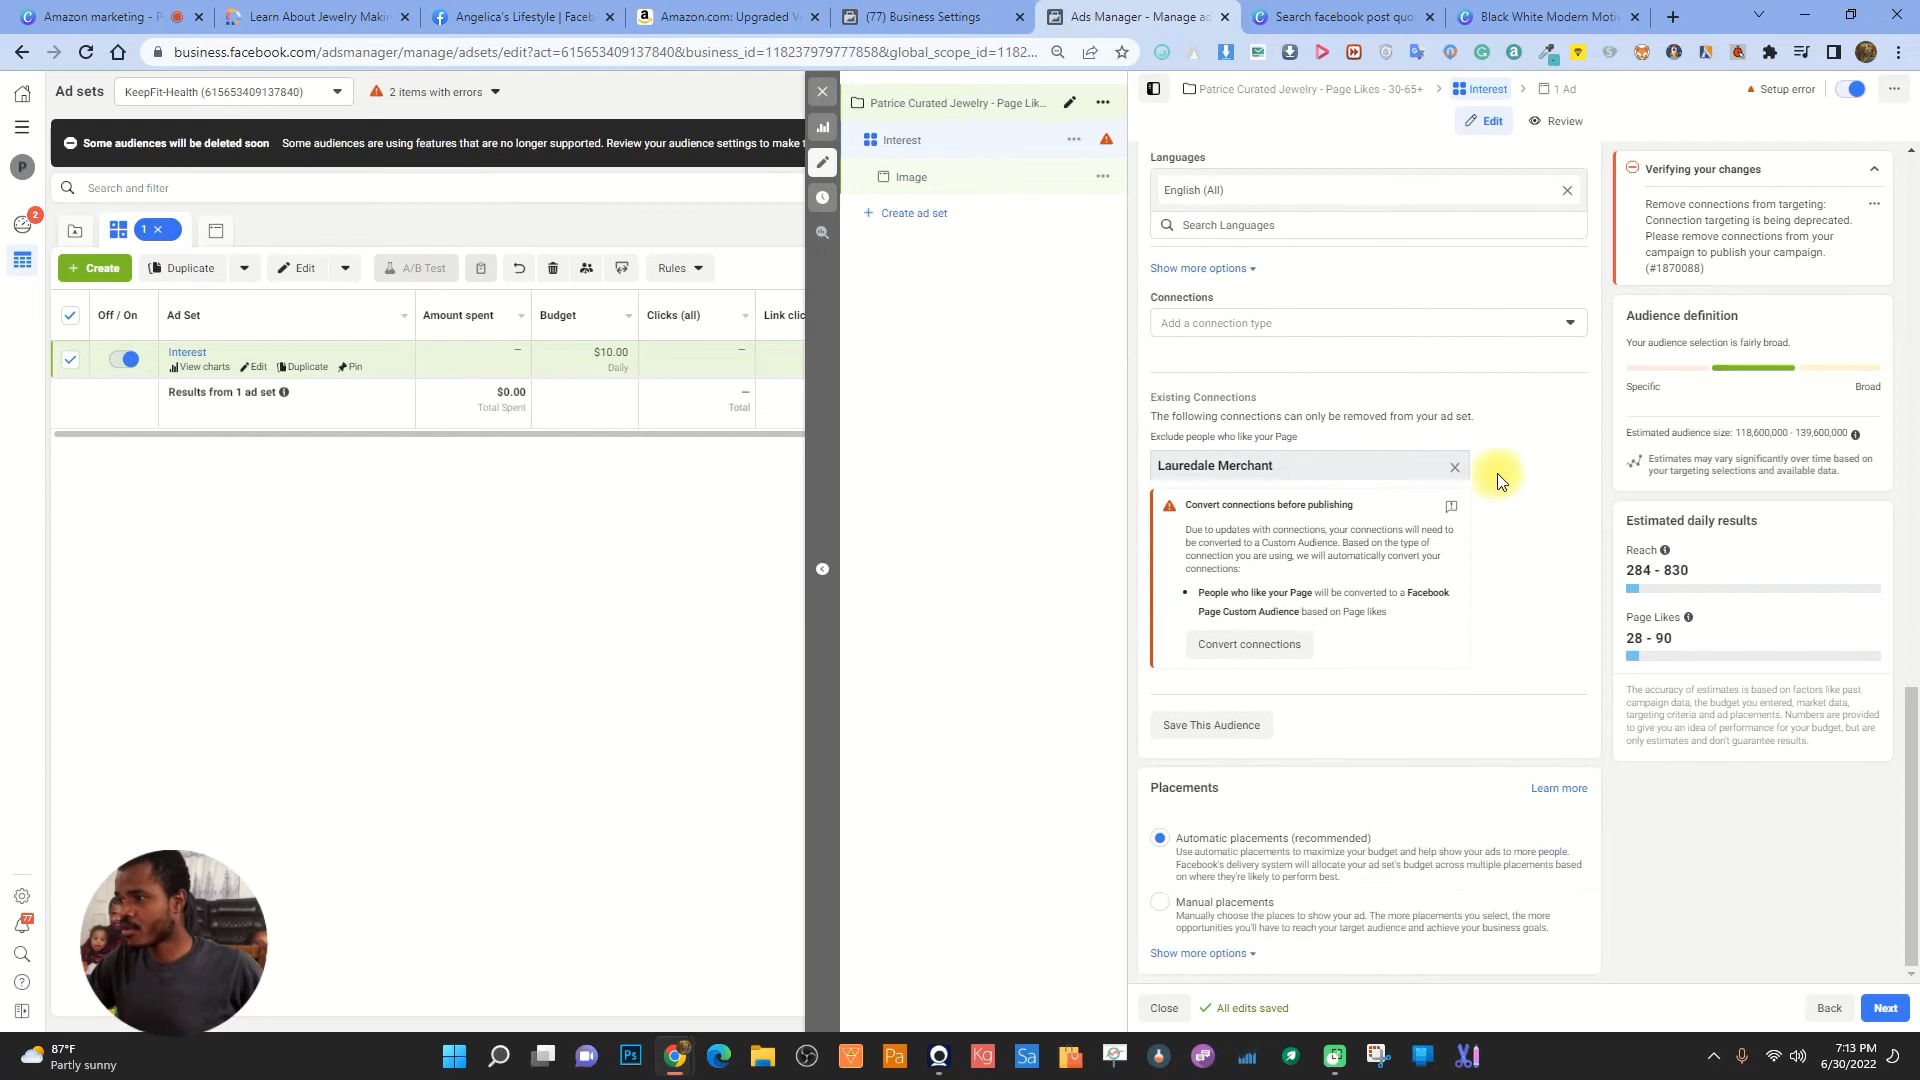 Amazon marketing - P
Learn About Jewelry Maki
Angelica's Lifestyle | Faceb
Amazon.com: Upgraded V
(77) Business Settings
Ads Manager - Manage ad
Search facebook post quo
Black White Modern Moti
business.facebook.com/adsmanager/manage/adsets/edit?act=615653409137840&business_id=118237979777858&global_scope_id=1182...
Ad sets
KeepFit-Health (615653409137840)
2 items with errors
Some audiences will be deleted soon Some audiences are using features that are no longer supported. Review your audience settings to make t
P
Search and filter
2
1
Create
Duplicate
Edit
A/B Test
Rules
Off / On
Ad Set
Amount spent
Budget
Clicks (all)
Link clic
Interest
View charts Edit Duplicate Pin
—
$10.00
Daily
—
Results from 1 ad set
$0.00
Total Spent
—
Total
77
Patrice Curated Jewelry - Page Lik...
Interest
Image
Create ad set
Patrice Curated Jewelry - Page Likes - 30-65+
Interest
1 Ad
Setup error
Edit
Review
Languages
English (All)
Search Languages
Show more options
Connections
Add a connection type
Existing Connections
The following connections can only be removed from your ad set.
Exclude people who like your Page
Lauredale Merchant
Convert connections before publishing
Due to updates with connections, your connections will need to
be converted to a Custom Audience. Based on the type of
connection you are using, we will automatically convert your
connections:
People who like your Page will be converted to a Facebook
Page Custom Audience based on Page likes
Convert connections
Save This Audience
Placements
Learn more
Automatic placements (recommended)
Use automatic placements to maximize your budget and help show your ads to more people.
Facebook's delivery system will allocate your ad set's budget across multiple placements based
on where they're likely to perform best.
Manual placements
Manually choose the places to show your ad. The more placements you select, the more
opportunities you'll have to reach your target audience and achieve your business goals.
Show more options
Close
All edits saved
Back
Next
Verifying your changes
Remove connections from targeting:
Connection targeting is being deprecated.
Please remove connections from your
campaign to publish your campaign.
(#1870088)
Audience definition
Your audience selection is fairly broad.
Specific
Broad
Estimated audience size: 118,600,000 - 139,600,000
Estimates may vary significantly over time based on
your targeting selections and available data.
Estimated daily results
Reach
284 - 830
Page Likes
28 - 90
The accuracy of estimates is based on factors like past
campaign data, the budget you entered, market data,
targeting criteria and ad placements. Numbers are provided
to give you an idea of performance for your budget, but are
only estimates and don't guarantee results.
87°F
Partly sunny
Ps
Pa
Kg
Sa
7:13 PM
6/30/2022